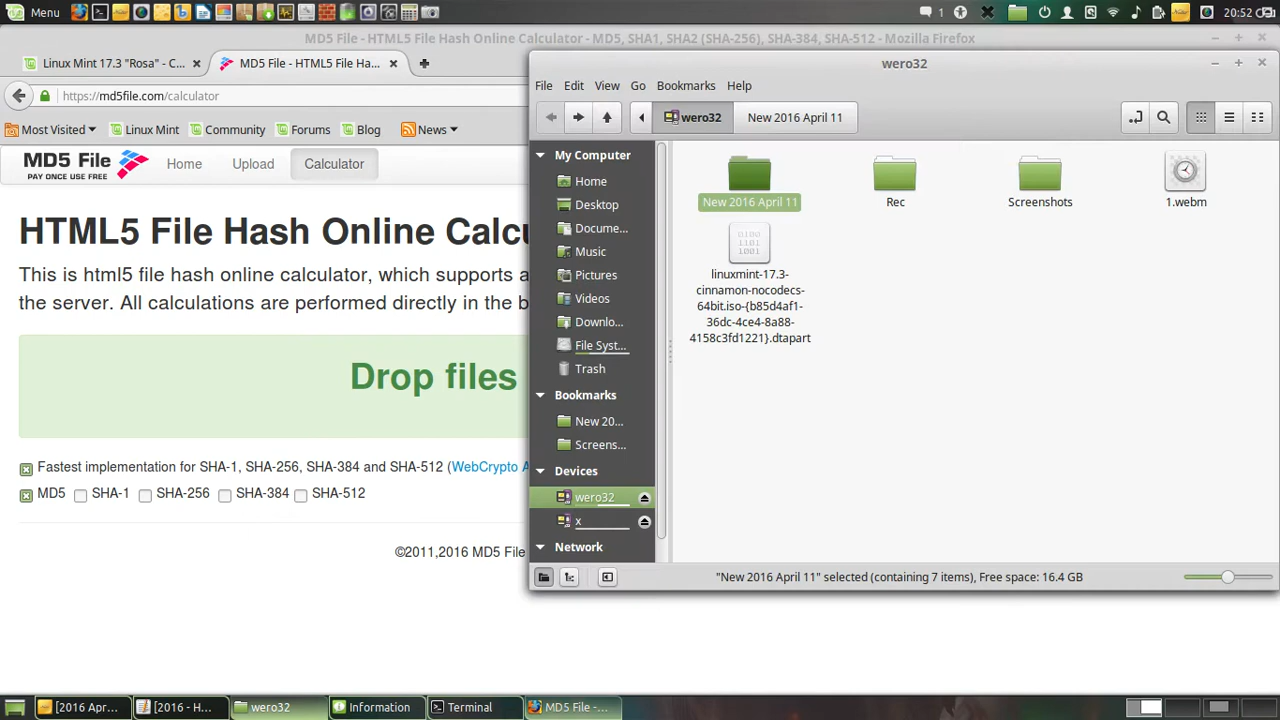 Menu
1
20:52
MD5 File - HTML5 File Hash Online Calculator - MD5, SHA1, SHA2 (SHA-256), SHA-384, SHA-512 - Mozilla Firefox
Linux Mint 17.3 "Rosa" - C...
MD5 File - HTML5 File Ha...
https://md5file.com/calculator
Most Visited
Linux Mint
Community
Forums
Blog
News
MD5 File
PAY ONCE USE FREE
Home
Upload
Calculator
HTML5 File Hash Online Calcu
This is html5 file hash online calculator, which supports a
the server. All calculations are performed directly in the b
Drop files
Fastest implementation for SHA-1, SHA-256, SHA-384 and SHA-512 (WebCrypto A
MD5 SHA-1 SHA-256 SHA-384 SHA-512
©2011,2016 MD5 File
wero32
File Edit View Go Bookmarks Help
wero32
New 2016 April 11
My Computer
Home
Desktop
Docume...
Music
Pictures
Videos
Downlo...
File Syst...
Trash
Bookmarks
New 20...
Screens...
Devices
wero32
x
Network
New 2016 April 11
Rec
Screenshots
1.webm
linuxmint-17.3-
cinnamon-nocodecs-
64bit.iso-{b85d4af1-
36dc-4ce4-8a88-
4158c3fd1221}.dtapart
"New 2016 April 11" selected (containing 7 items), Free space: 16.4 GB
[2016 Apr...
[2016 - H...
wero32
Information
Terminal
MD5 File -...